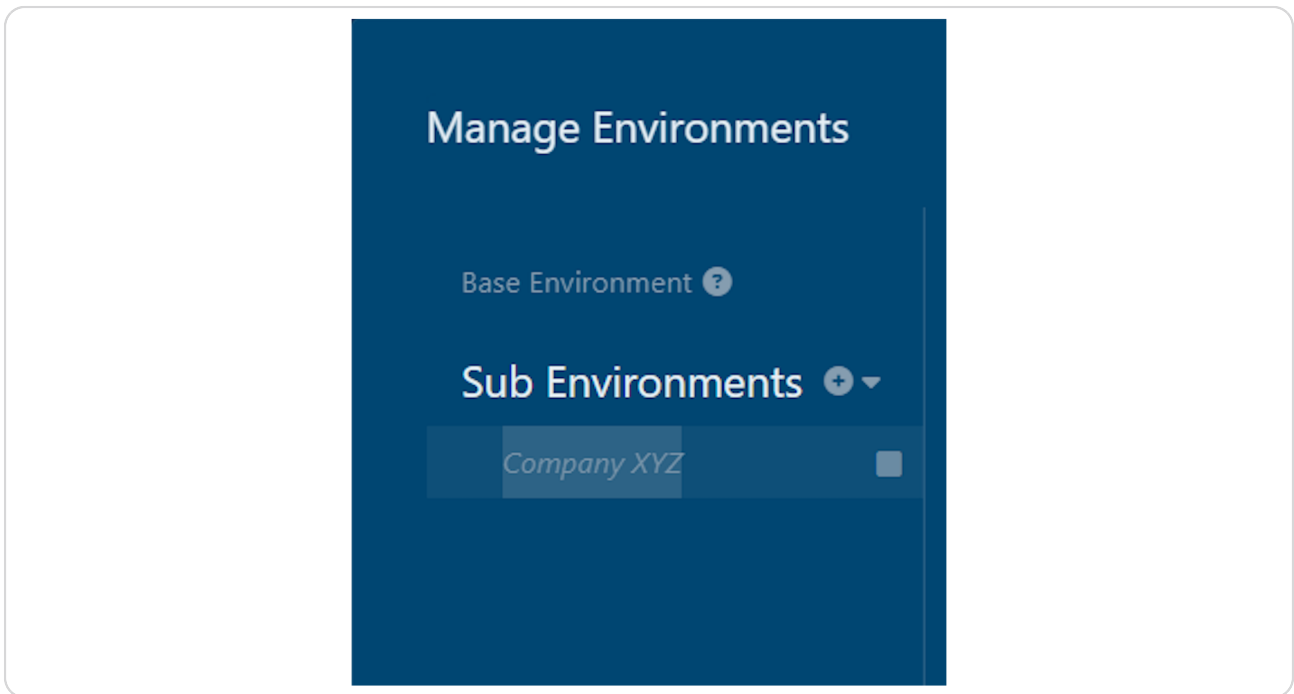 Manage Environments
Base Environment ?
Sub Environments +
Company XYZ